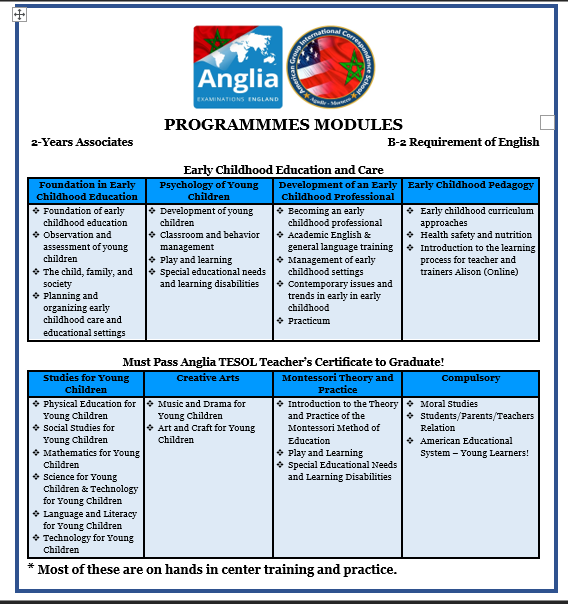 Anglia
EXAMINATIONS ENGLAND
American Group International Correspondence School
Agadir - Morocco
PROGRAMMMES MODULES
2-Years Associates
B-2 Requirement of English
Early Childhood Education and Care
Foundation in Early
Childhood Education
❖ Foundation of early
childhood education
❖ Observation and
assessment of young
children
❖ The child, family, and
society
❖ Planning and
organizing early
childhood care and
educational settings
Psychology of Young
Children
❖ Development of young
children
❖ Classroom and behavior
management
❖ Play and learning
❖ Special educational needs
and learning disabilities
Development of an Early
Childhood Professional
❖ Becoming an early
childhood professional
❖ Academic English &
general language training
❖ Management of early
childhood settings
❖ Contemporary issues and
trends in early in early
childhood
❖ Practicum
Early Childhood Pedagogy
❖ Early childhood curriculum
approaches
❖ Health safety and nutrition
❖ Introduction to the learning
process for teacher and
trainers Alison (Online)
Must Pass Anglia TESOL Teacher's Certificate to Graduate!
Studies for Young
Children
❖ Physical Education for
Young Children
❖ Social Studies for
Young Children
❖ Mathematics for Young
Children
❖ Science for Young
Children & Technology
for Young Children
❖ Language and Literacy
for Young Children
❖ Technology for Young
Children
Creative Arts
❖ Music and Drama for
Young Children
❖ Art and Craft for Young
Children
Montessori Theory and
Practice
❖ Introduction to the Theory
and Practice of the
Montessori Method of
Education
❖ Play and Learning
❖ Special Educational Needs
and Learning Disabilities
Compulsory
❖ Moral Studies
❖ Students/Parents/Teachers
Relation
❖ American Educational
System – Young Learners!
* Most of these are on hands in center training and practice.